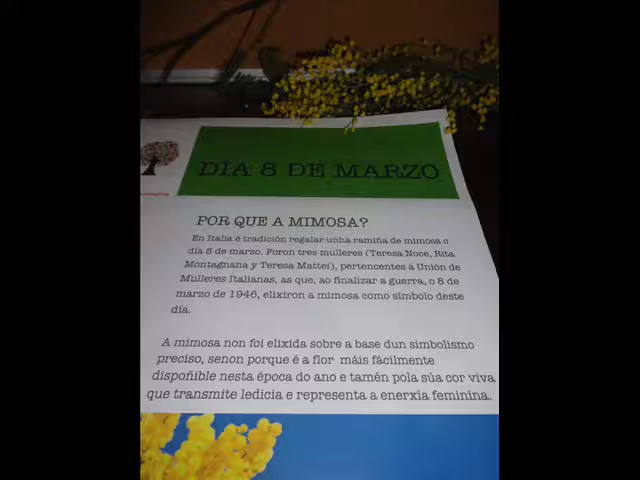 DIA 8 DE MARZO
POR QUE A MIMOSA?
En Italia é tradición regalar unha ramiña de mimosa o
día 8 de marzo. Foron tres mulleres (Teresa Noce, Rita
Montagnana y Teresa Mattei), pertencentes á Unión de
Mulleres Italianas, as que, ao finalizar a guerra, o 8 de
marzo de 1946, elixiron a mimosa como símbolo deste
día.
A mimosa non foi elixida sobre a base dun simbolismo
preciso, senon porque é a flor máis fácilmente
dispoñible nesta época do ano e tamén pola súa cor viva
que transmite ledicia e representa a enerxía feminina.